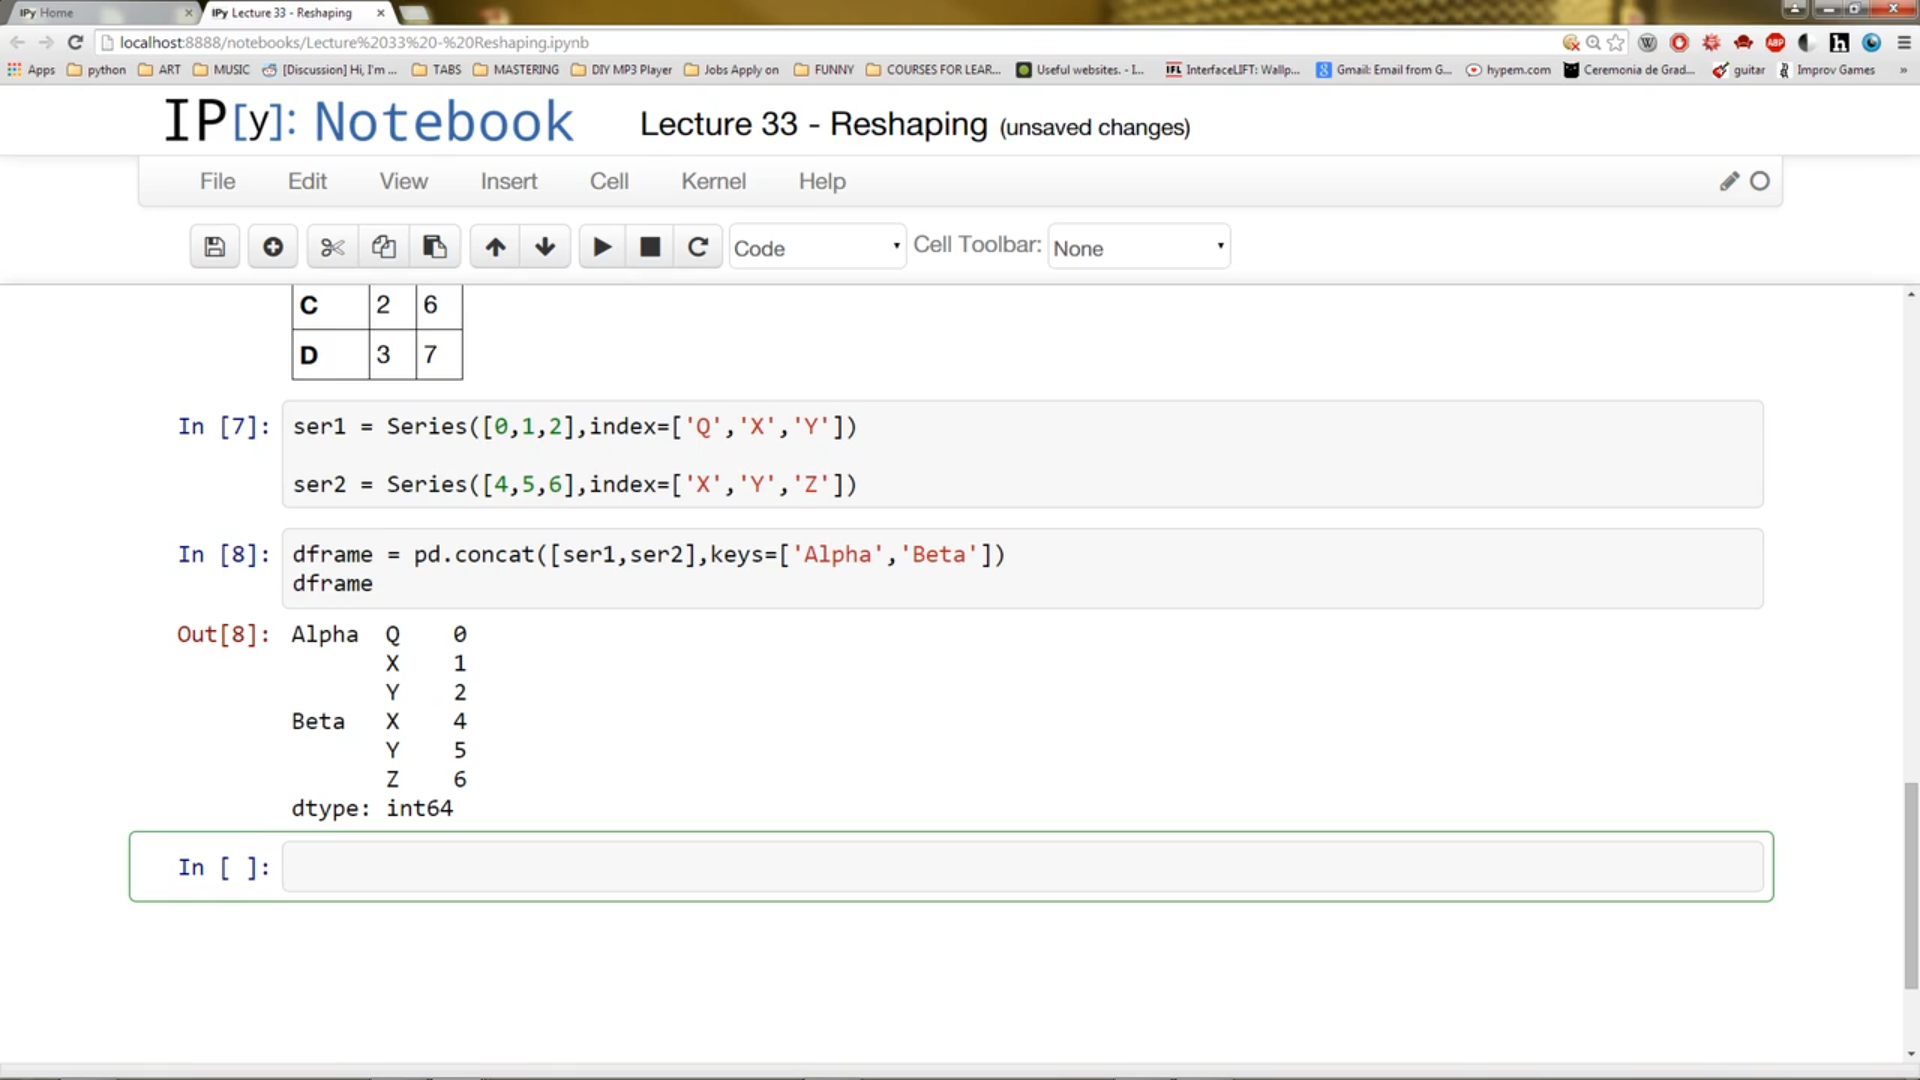 IPy Home
IPy Lecture 33 - Reshaping
localhost:8888/notebooks/Lecture%2033%20-%20Reshaping.ipynb
Apps python ART MUSIC [Discussion] Hi, I'm ... TABS MASTERING DIY MP3 Player Jobs Apply on FUNNY COURSES FOR LEAR... Useful websites. - I... IFL InterfaceLIFT: Wallp... Gmail: Email from G... hypem.com Ceremonia de Grad... guitar Improv Games »
IP[y]: Notebook Lecture 33 - Reshaping (unsaved changes)
File Edit View Insert Cell Kernel Help
Code Cell Toolbar: None
C 2 6
D 3 7
In [7]: ser1 = Series([0,1,2],index=['Q','X','Y'])
ser2 = Series([4,5,6],index=['X','Y','Z'])
In [8]: dframe = pd.concat([ser1,ser2],keys=['Alpha','Beta'])
dframe
Out[8]: Alpha Q 0
X 1
Y 2
Beta X 4
Y 5
Z 6
dtype: int64
In [ ]: